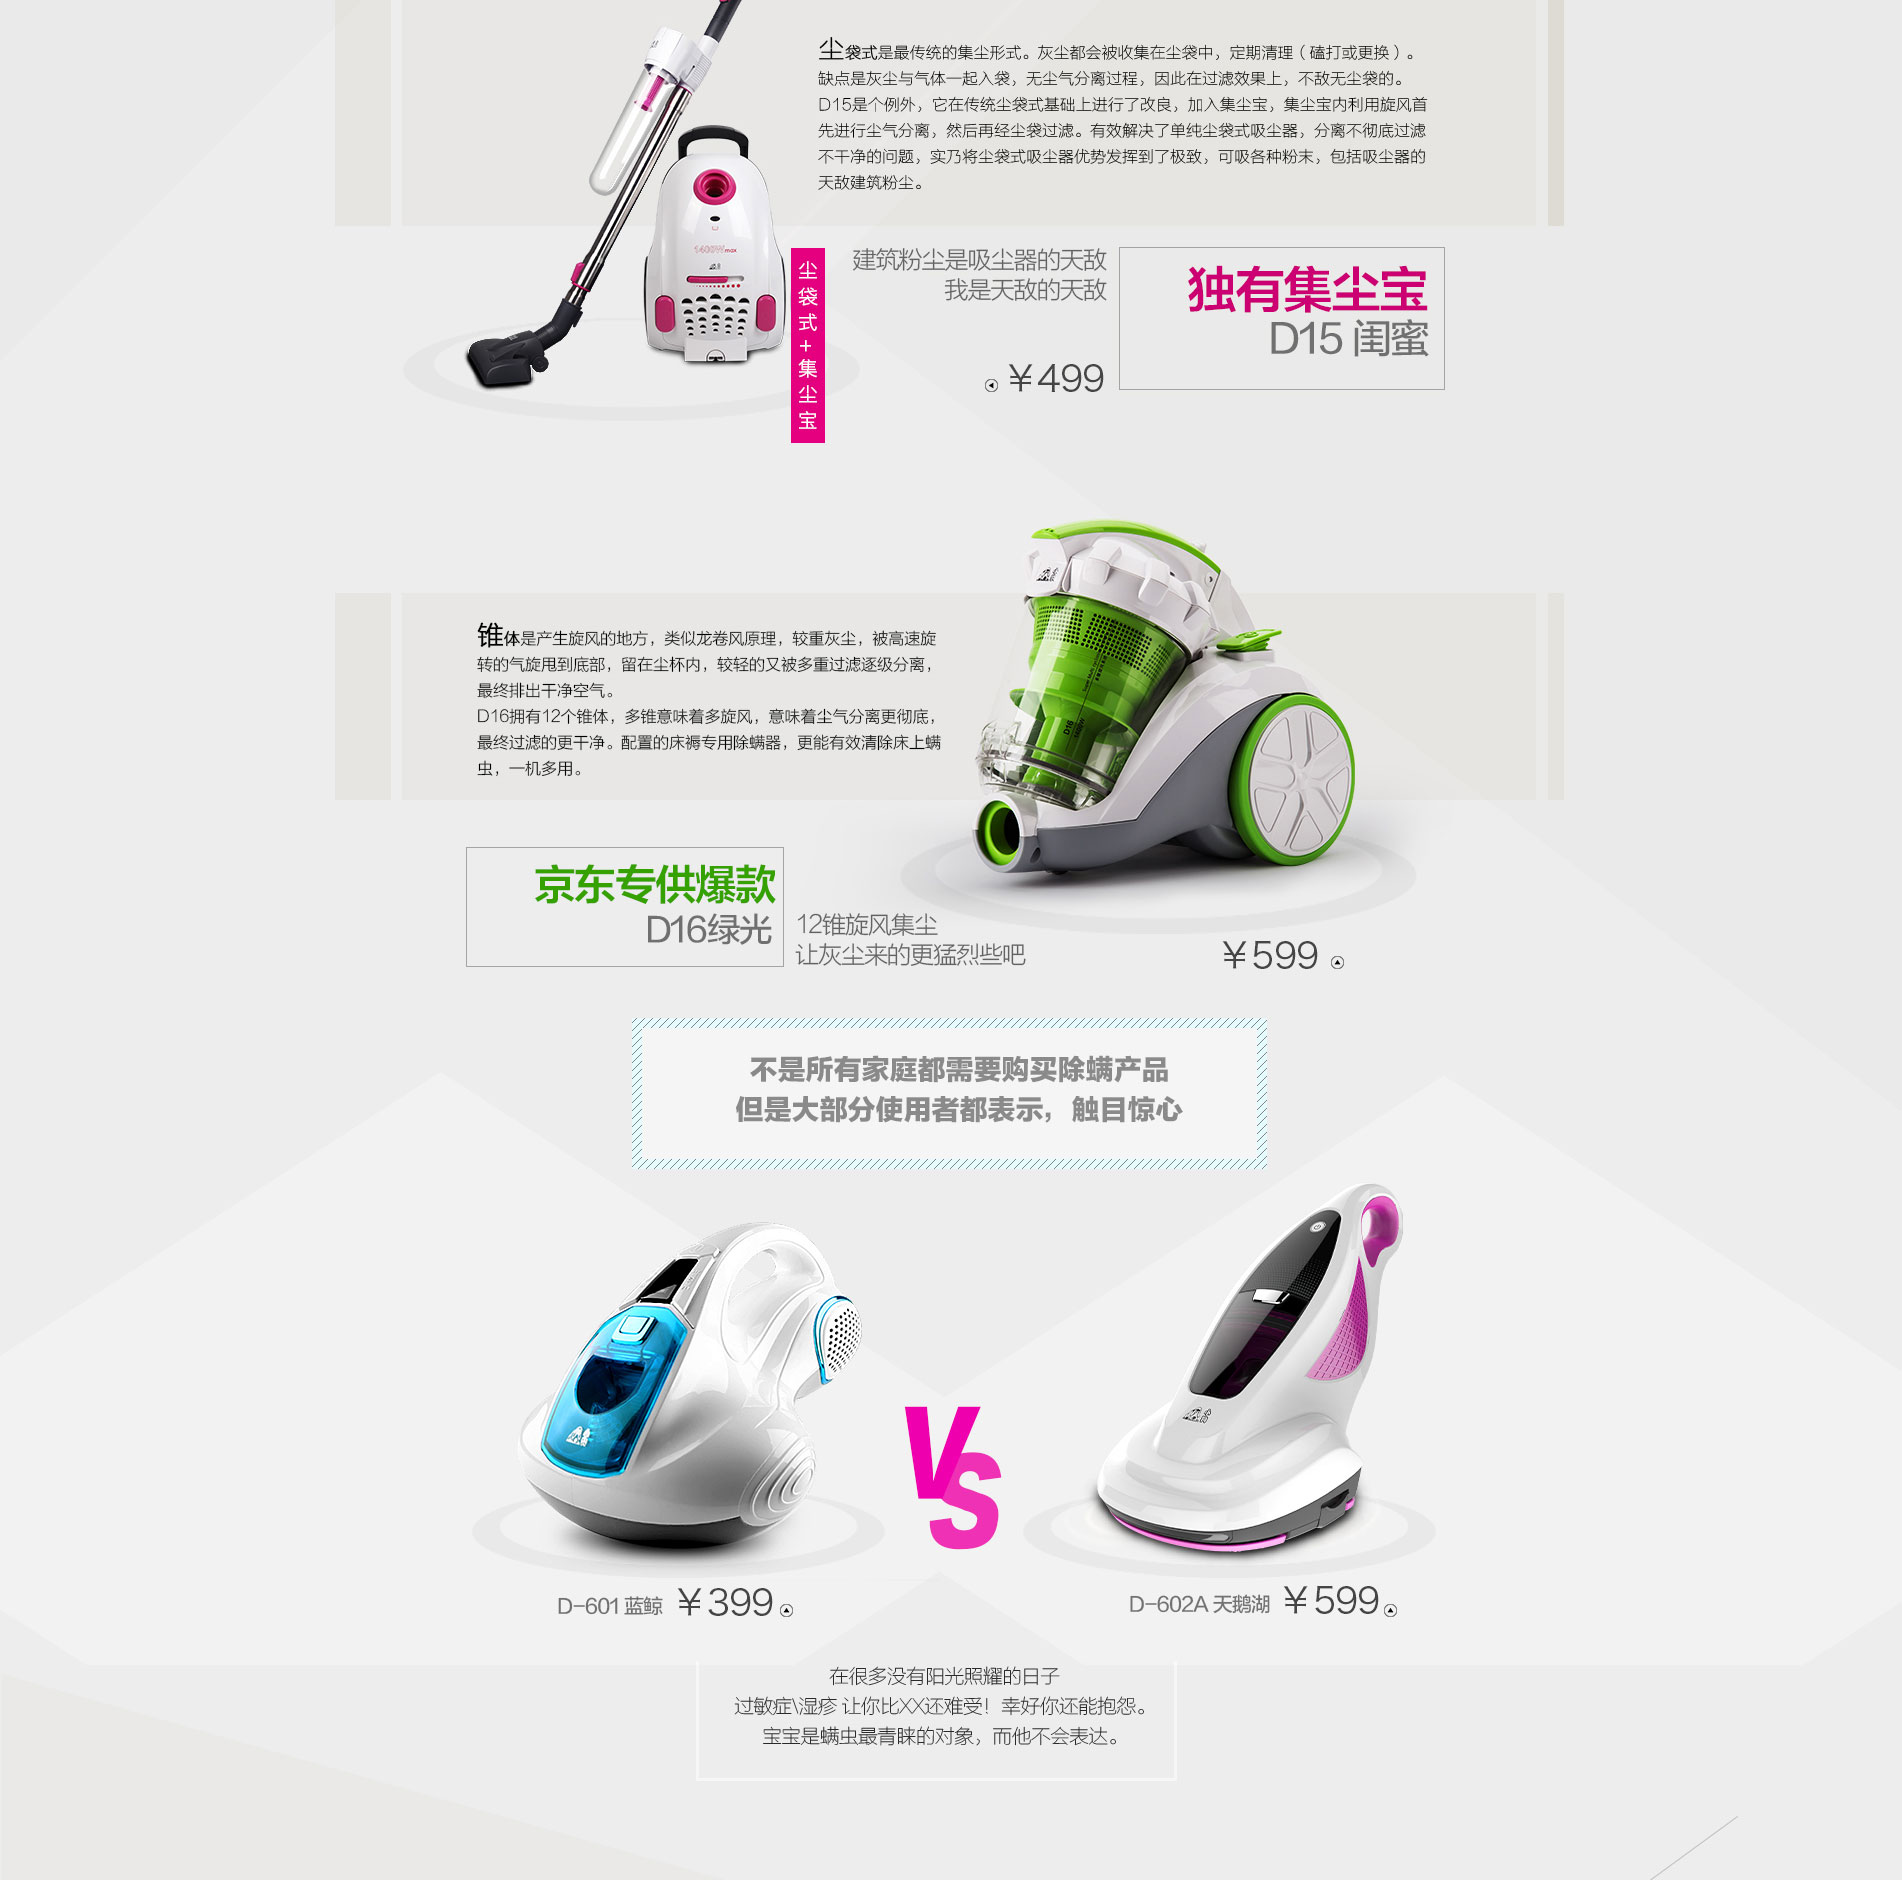 尘袋式是最传统的集尘形式。灰尘都会被收集在尘袋中，定期清理（磕打或更换）。
缺点是灰尘与气体一起入袋，无尘气分离过程，因此在过滤效果上，不敌无尘袋的。
D15是个例外，它在传统尘袋式基础上进行了改良，加入集尘宝，集尘宝内利用旋风首
先进行尘气分离，然后再经尘袋过滤。有效解决了单纯尘袋式吸尘器，分离不彻底过滤
不干净的问题，实乃将尘袋式吸尘器优势发挥到了极致，可吸各种粉末，包括吸尘器的
天敌建筑粉尘。
1400Wmax
尘袋式+集尘宝
建筑粉尘是吸尘器的天敌
我是天敌的天敌
¥499
独有集尘宝
D15 闺蜜
锥体是产生旋风的地方，类似龙卷风原理，较重灰尘，被高速旋
转的气旋甩到底部，留在尘杯内，较轻的又被多重过滤逐级分离，
最终排出干净空气。
D16拥有12个锥体，多锥意味着多旋风，意味着尘气分离更彻底，
最终过滤的更干净。配置的床褥专用除螨器，更能有效清除床上螨
虫，一机多用。
D16
京东专供爆款
D16绿光
12锥旋风集尘
让灰尘来的更猛烈些吧
¥599
不是所有家庭都需要购买除螨产品
但是大部分使用者都表示，触目惊心
VS
D-601 蓝鲸 ¥399
D-602A 天鹅湖 ¥599
在很多没有阳光照耀的日子
过敏症\湿疹 让你比XX还难受！幸好你还能抱怨。
宝宝是螨虫最青睐的对象，而他不会表达。